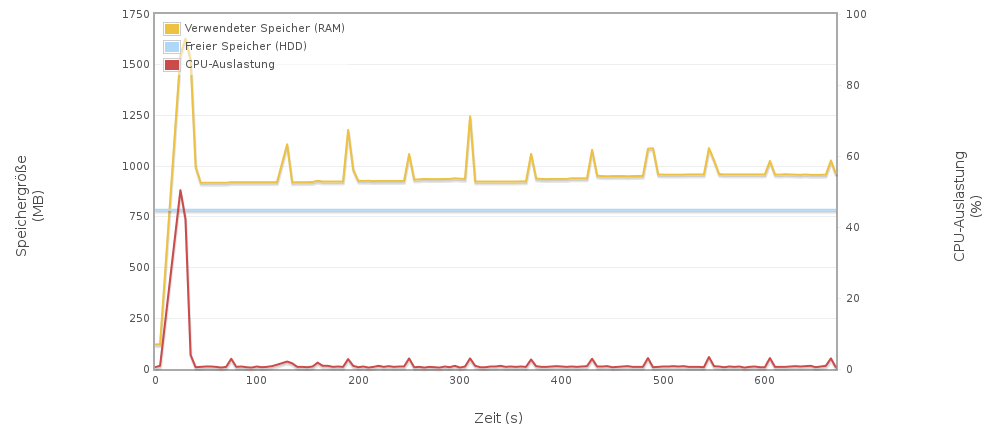 1750
1500
1250
1000
750
500
250
0
Speichergröße
(MB)
Verwendeter Speicher (RAM)
Freier Speicher (HDD)
CPU-Auslastung
100
80
60
40
20
0
CPU-Auslastung
(%)
0 100 200 300 400 500 600
Zeit (s)